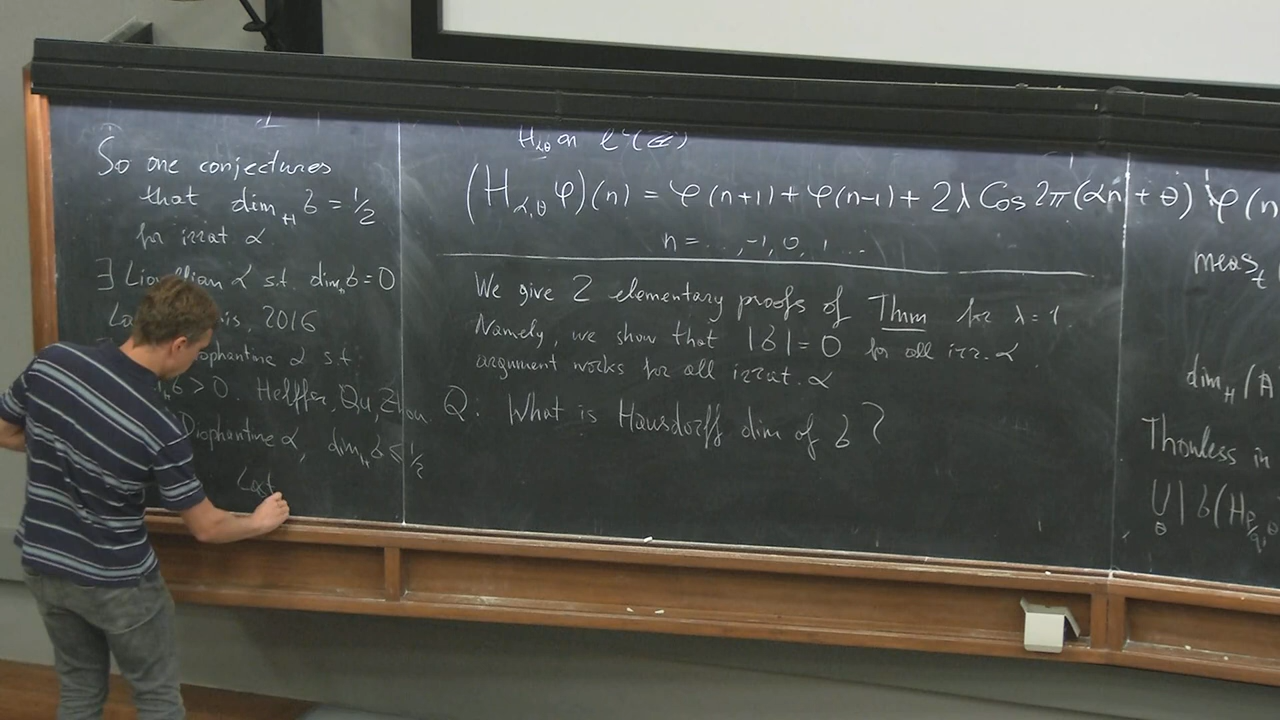 So one conjectures
that dim_H б = 1/2
for irrat α
∃ Liouvillian α s.t. dim_H б = 0
2016
Diophantine α s.t.
б > 0. Helffer, Qu, Zhou.
Diophantine α, dim_H б ≤ 1/2
Last
H_{α,θ} on ℓ²(ℤ)
(H_{α,θ} φ)(n) = φ(n+1) + φ(n-1) + 2λ Cos 2π(αn + θ) φ(n
n = ..., -1, 0, 1 ...
We give 2 elementary proofs of Thm for λ = 1.
Namely, we show that |б| = 0 for all irr. α
argument works for all irrat. α
Q: What is Hausdorff dim of б?
meas_t
dim_H (A
Thouless in
⋃_θ | б(H_{p/q,θ